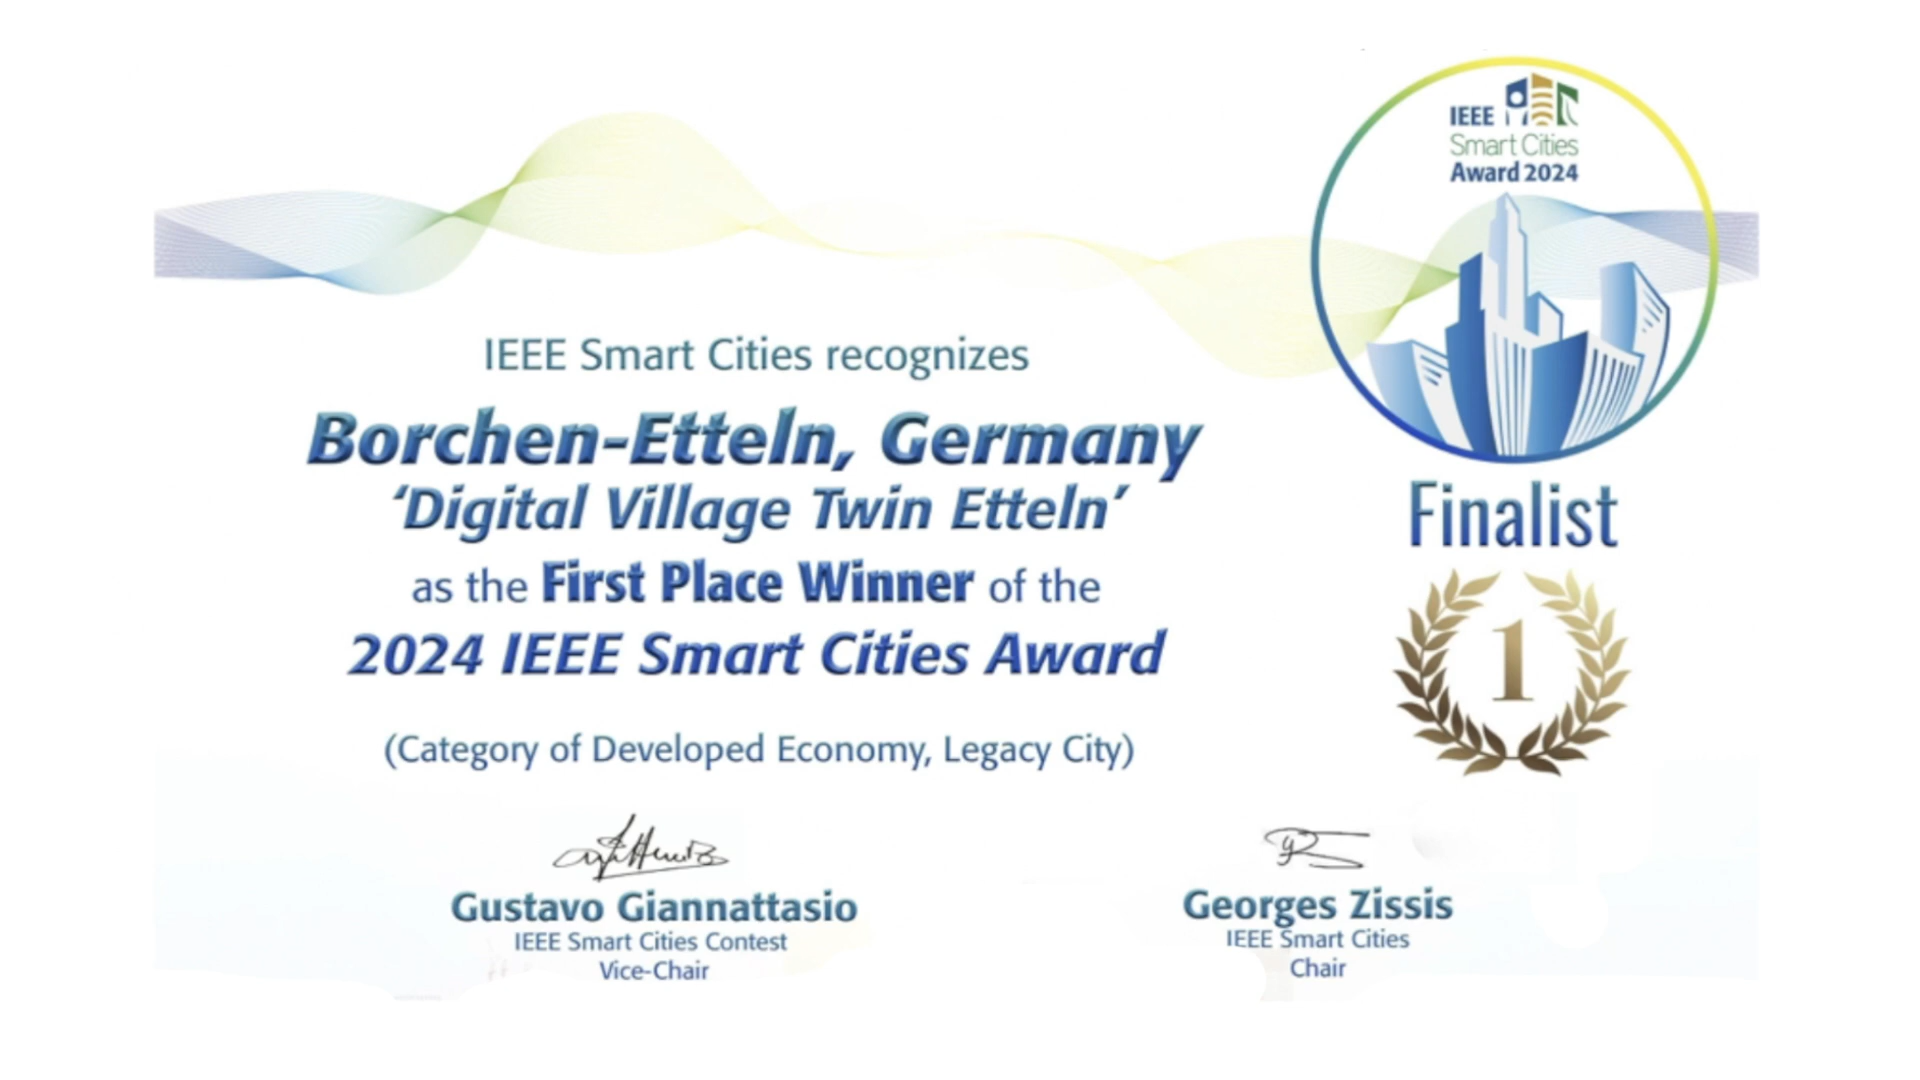 IEEE
Smart Cities
Award 2024
IEEE Smart Cities recognizes
Borchen-Etteln, Germany
‘Digital Village Twin Etteln’
as the First Place Winner of the
2024 IEEE Smart Cities Award
(Category of Developed Economy, Legacy City)
Finalist
1
Gustavo Giannattasio
IEEE Smart Cities Contest
Vice-Chair
Georges Zissis
IEEE Smart Cities
Chair